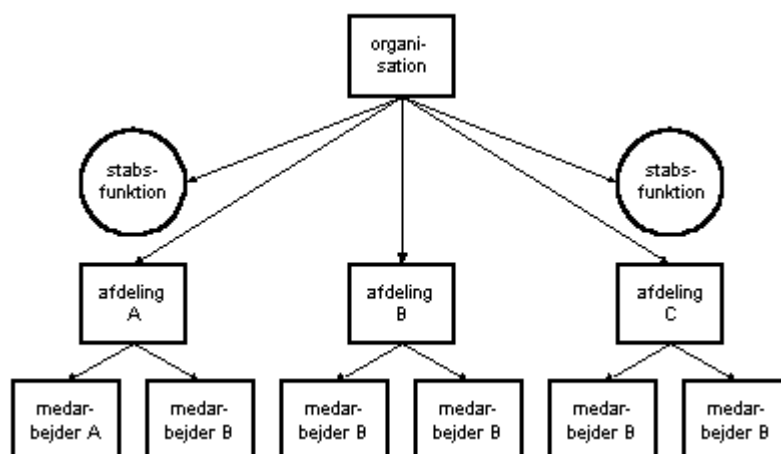 organi-
sation
stabs-
funktion
stabs-
funktion
afdeling
A
afdeling
B
afdeling
C
medar-
bejder A
medar-
bejder B
medar-
bejder B
medar-
bejder B
medar-
bejder B
medar-
bejder B